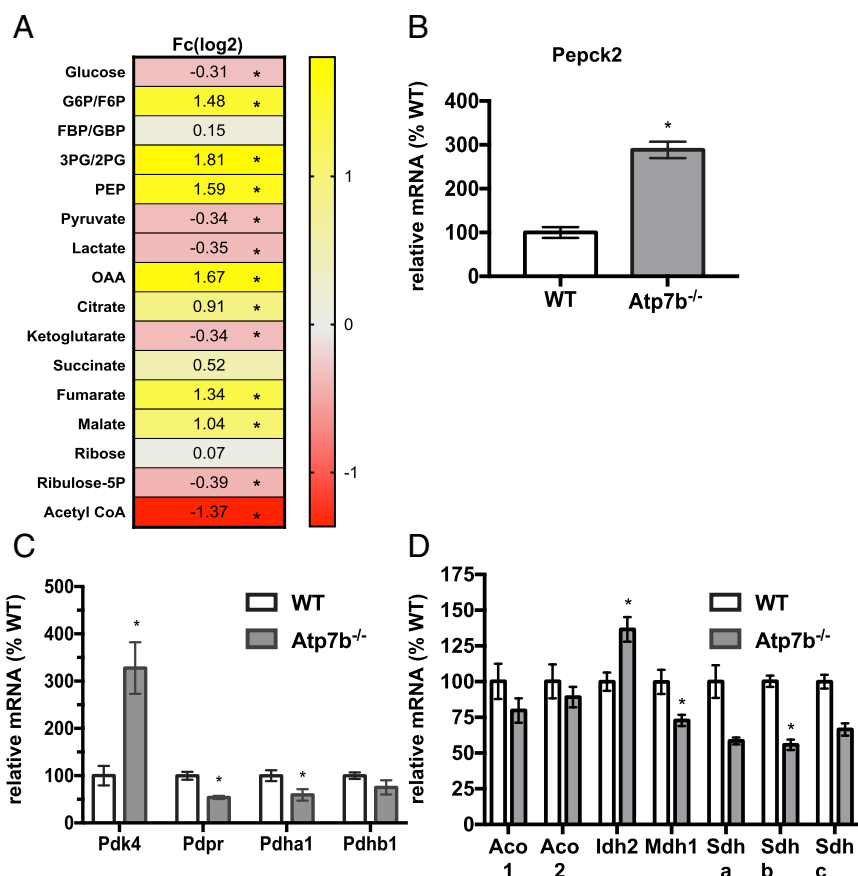 A
Fc(log2)
Glucose -0.31 *
G6P/F6P 1.48 *
FBP/GBP 0.15
3PG/2PG 1.81 *
PEP 1.59 *
Pyruvate -0.34 *
Lactate -0.35 *
OAA 1.67 *
Citrate 0.91 *
Ketoglutarate -0.34 *
Succinate 0.52
Fumarate 1.34 *
Malate 1.04 *
Ribose 0.07
Ribulose-5P -0.39 *
Acetyl CoA -1.37 *
1
0
-1
B
Pepck2
relative mRNA (% WT)
400
300
200
100
0
*
WT Atp7b-/-
C
relative mRNA (% WT)
500
400
300
200
100
0
WT
Atp7b-/-
*
*
*
Pdk4 Pdpr Pdha1 Pdhb1
D
relative mRNA (% WT)
175
150
125
100
75
50
25
0
WT
Atp7b-/-
*
*
*
Aco Aco Idh2 Mdh1 Sdh Sdh Sdh
1 2 a b c